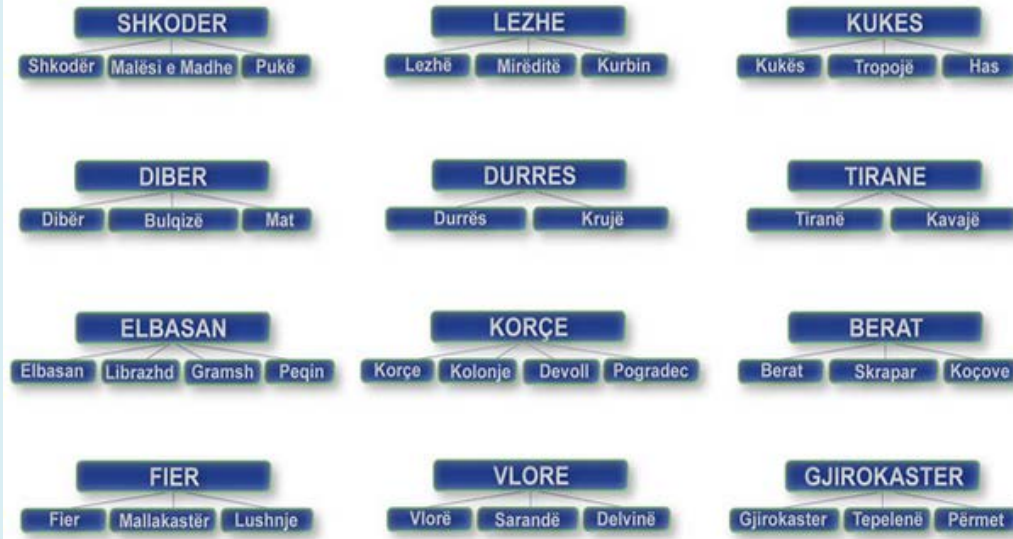 SHKODER LEZHE KUKES
Shkodër Malësi e Madhe Pukë Lezhë Mirëditë Kurbin Kukës Tropojë Has
DIBER DURRES TIRANE
Dibër Bulqizë Mat Durrës Krujë Tiranë Kavajë
ELBASAN KORÇE BERAT
Elbasan Librazhd Gramsh Peqin Korçe Kolonje Devoll Pogradec Berat Skrapar Koçove
FIER VLORE GJIROKASTER
Fier Mallakastër Lushnje Vlorë Sarandë Delvinë Gjirokaster Tepelenë Përmet